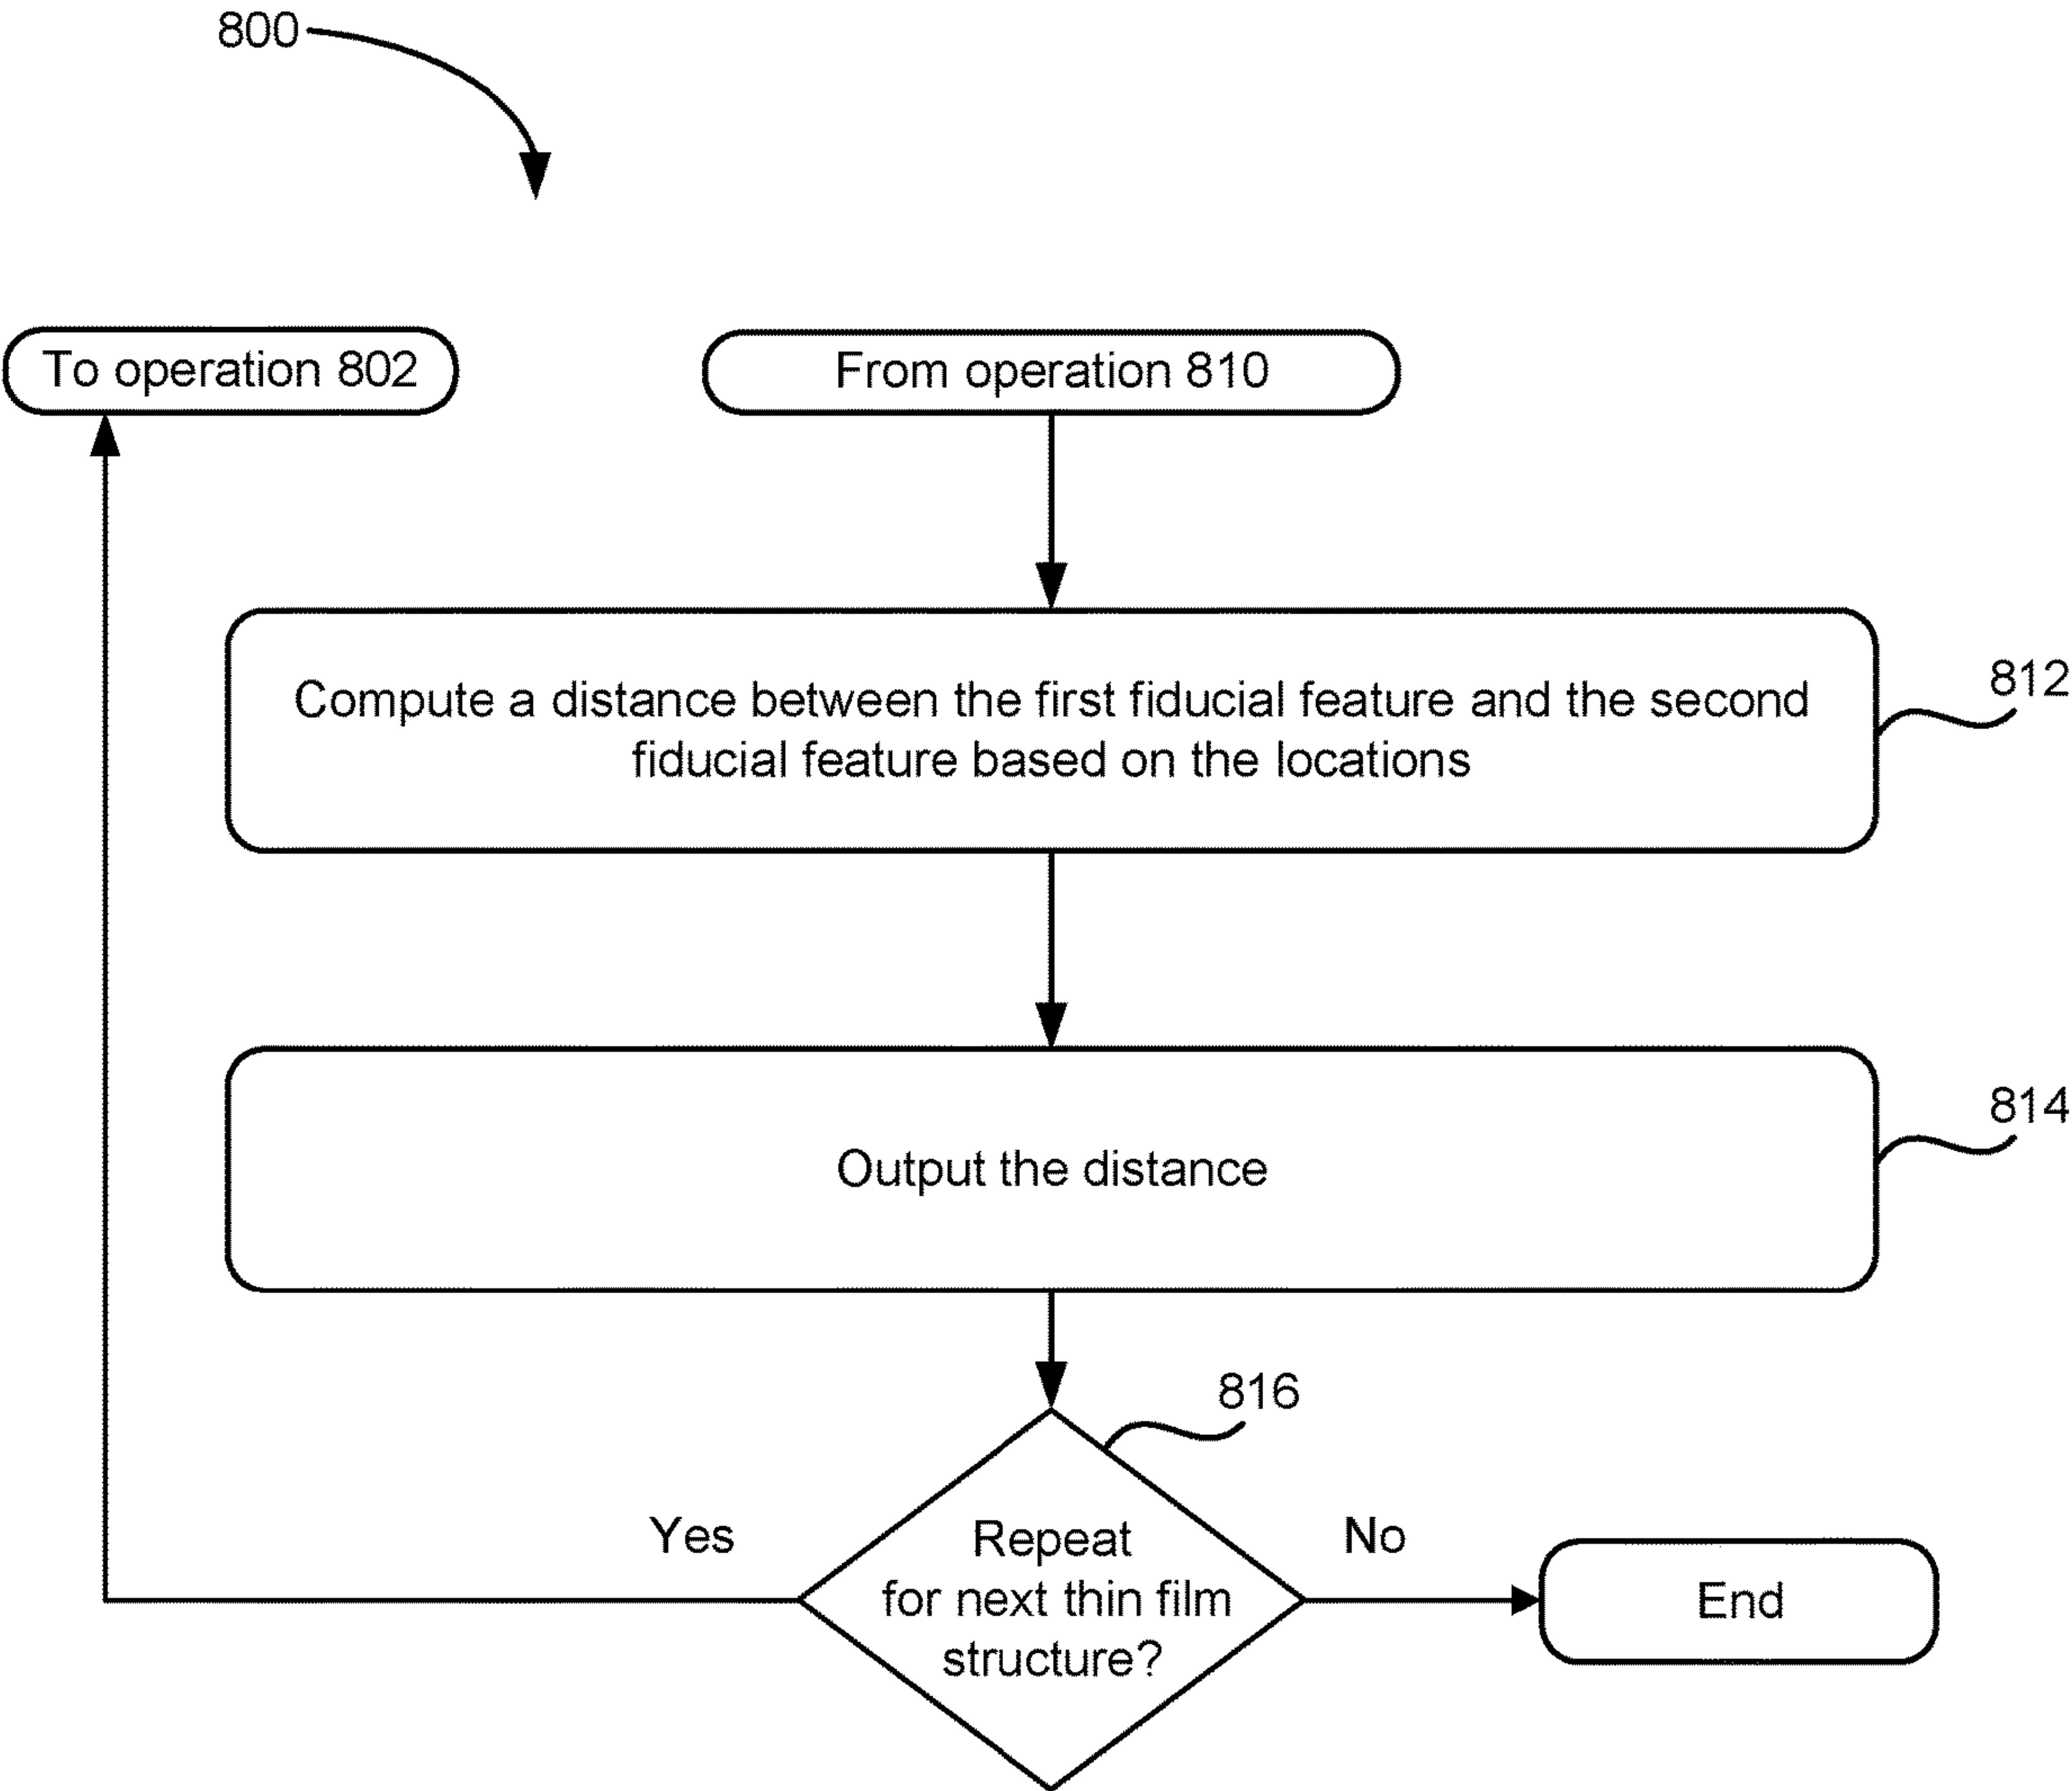 800
To operation 802
From operation 810
Compute a distance between the first fiducial feature and the second
fiducial feature based on the locations
812
Output the distance
814
816
Yes
Repeat
for next thin film
structure?
No
End